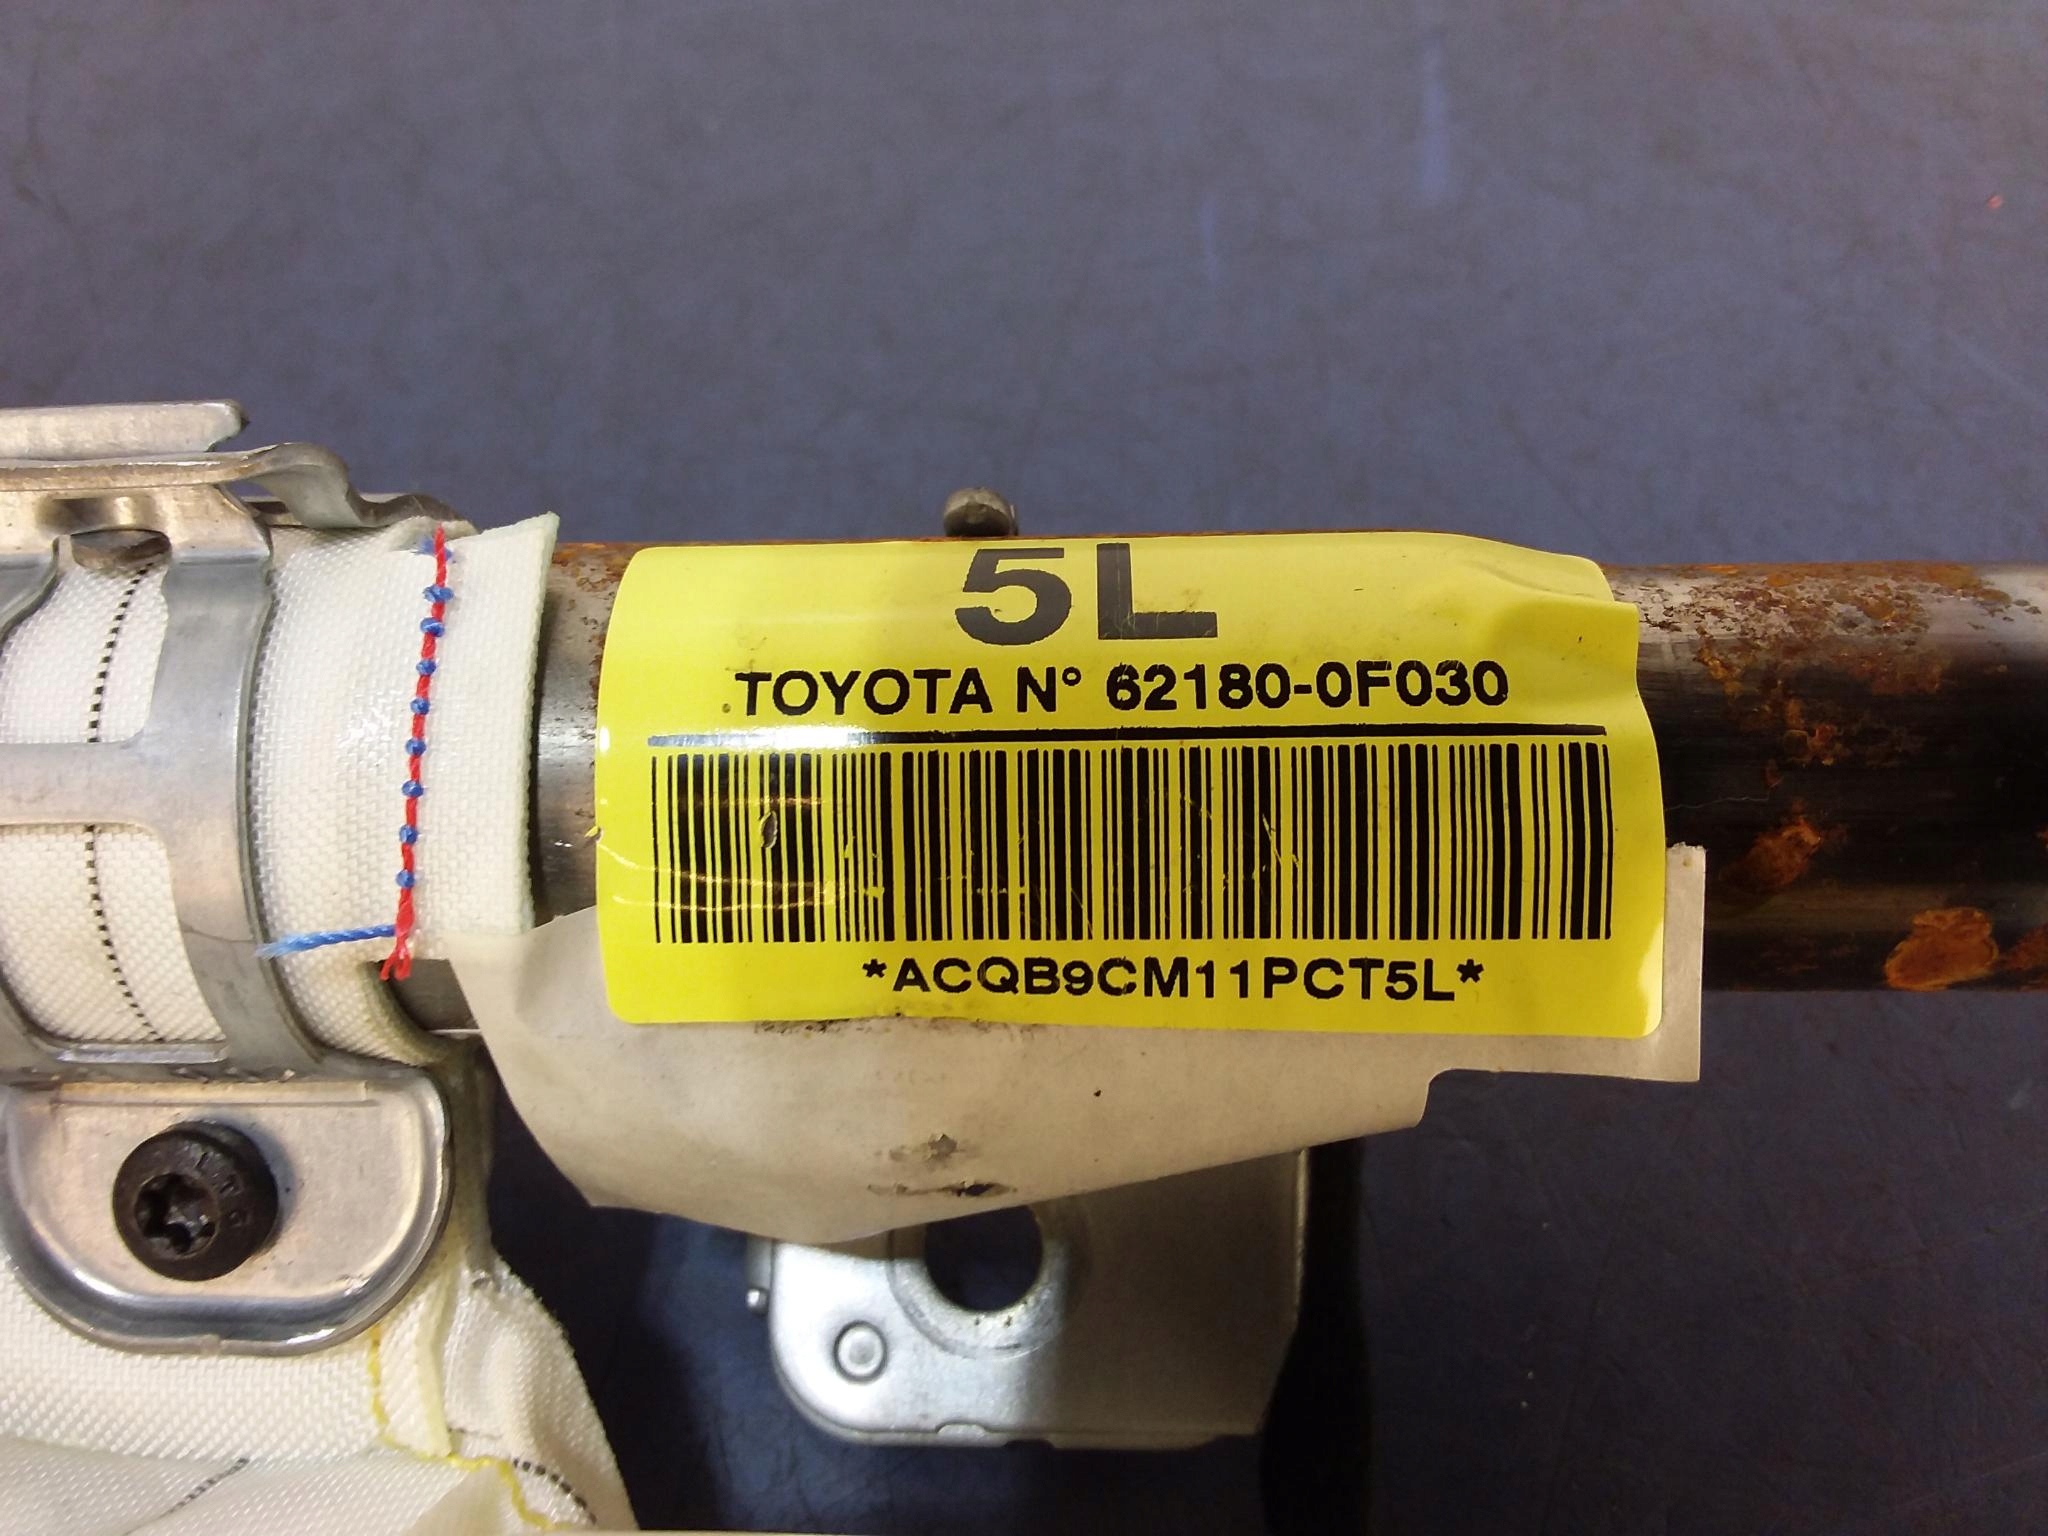 5L
TOYOTA N° 62180-0F030
*ACQB9CM11PCT5L*